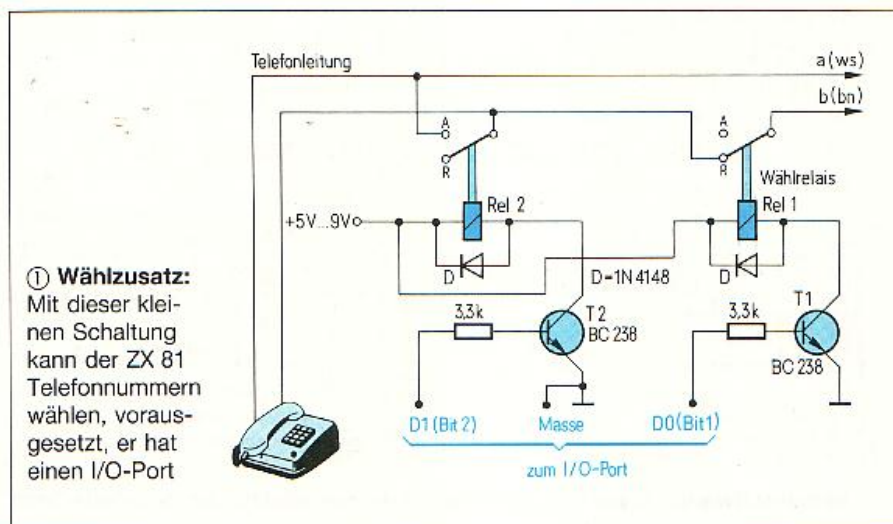 Telefonleitung
a(ws)
b(bn)
A
R
A
R
Wählrelais
Rel 2
Rel 1
+5V...9V
D
D=1N4148
D
3,3k
T2
BC 238
3,3k
T1
BC 238
D1(Bit2)
Masse
D0(Bit1)
zum I/O-Port
① Wählzusatz:
Mit dieser klei-
nen Schaltung
kann der ZX 81
Telefonnummern
wählen, voraus-
gesetzt, er hat
einen I/O-Port